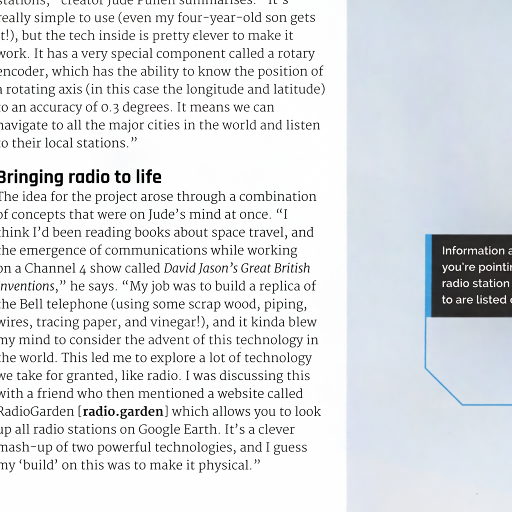 stations," creator Jude Pullen summarises. "It's
really simple to use (even my four-year-old son gets
it!), but the tech inside is pretty clever to make it
work. It has a very special component called a rotary
encoder, which has the ability to know the position of
a rotating axis (in this case the longitude and latitude)
to an accuracy of 0.3 degrees. It means we can
navigate to all the major cities in the world and listen
to their local stations.”
Bringing radio to life
The idea for the project arose through a combination
of concepts that were on Jude’s mind at once. “I
think I’d been reading books about space travel, and
the emergence of communications while working
on a Channel 4 show called David Jason’s Great British
Inventions,” he says. “My job was to build a replica of
the Bell telephone (using some scrap wood, piping,
wires, tracing paper, and vinegar!), and it kinda blew
my mind to consider the advent of this technology in
the world. This led me to explore a lot of technology
we take for granted, like radio. I was discussing this
with a friend who then mentioned a website called
RadioGarden [radio.garden] which allows you to look
up all radio stations on Google Earth. It’s a clever
mash-up of two powerful technologies, and I guess
my ‘build’ on this was to make it physical.”
Information a
you’re pointi
radio station
to are listed